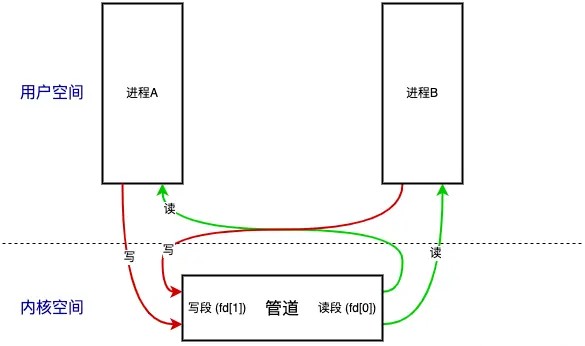 用户空间
进程A
进程B
读
写
写
读
内核空间
写段 (fd[1])
管道
读段 (fd[0])